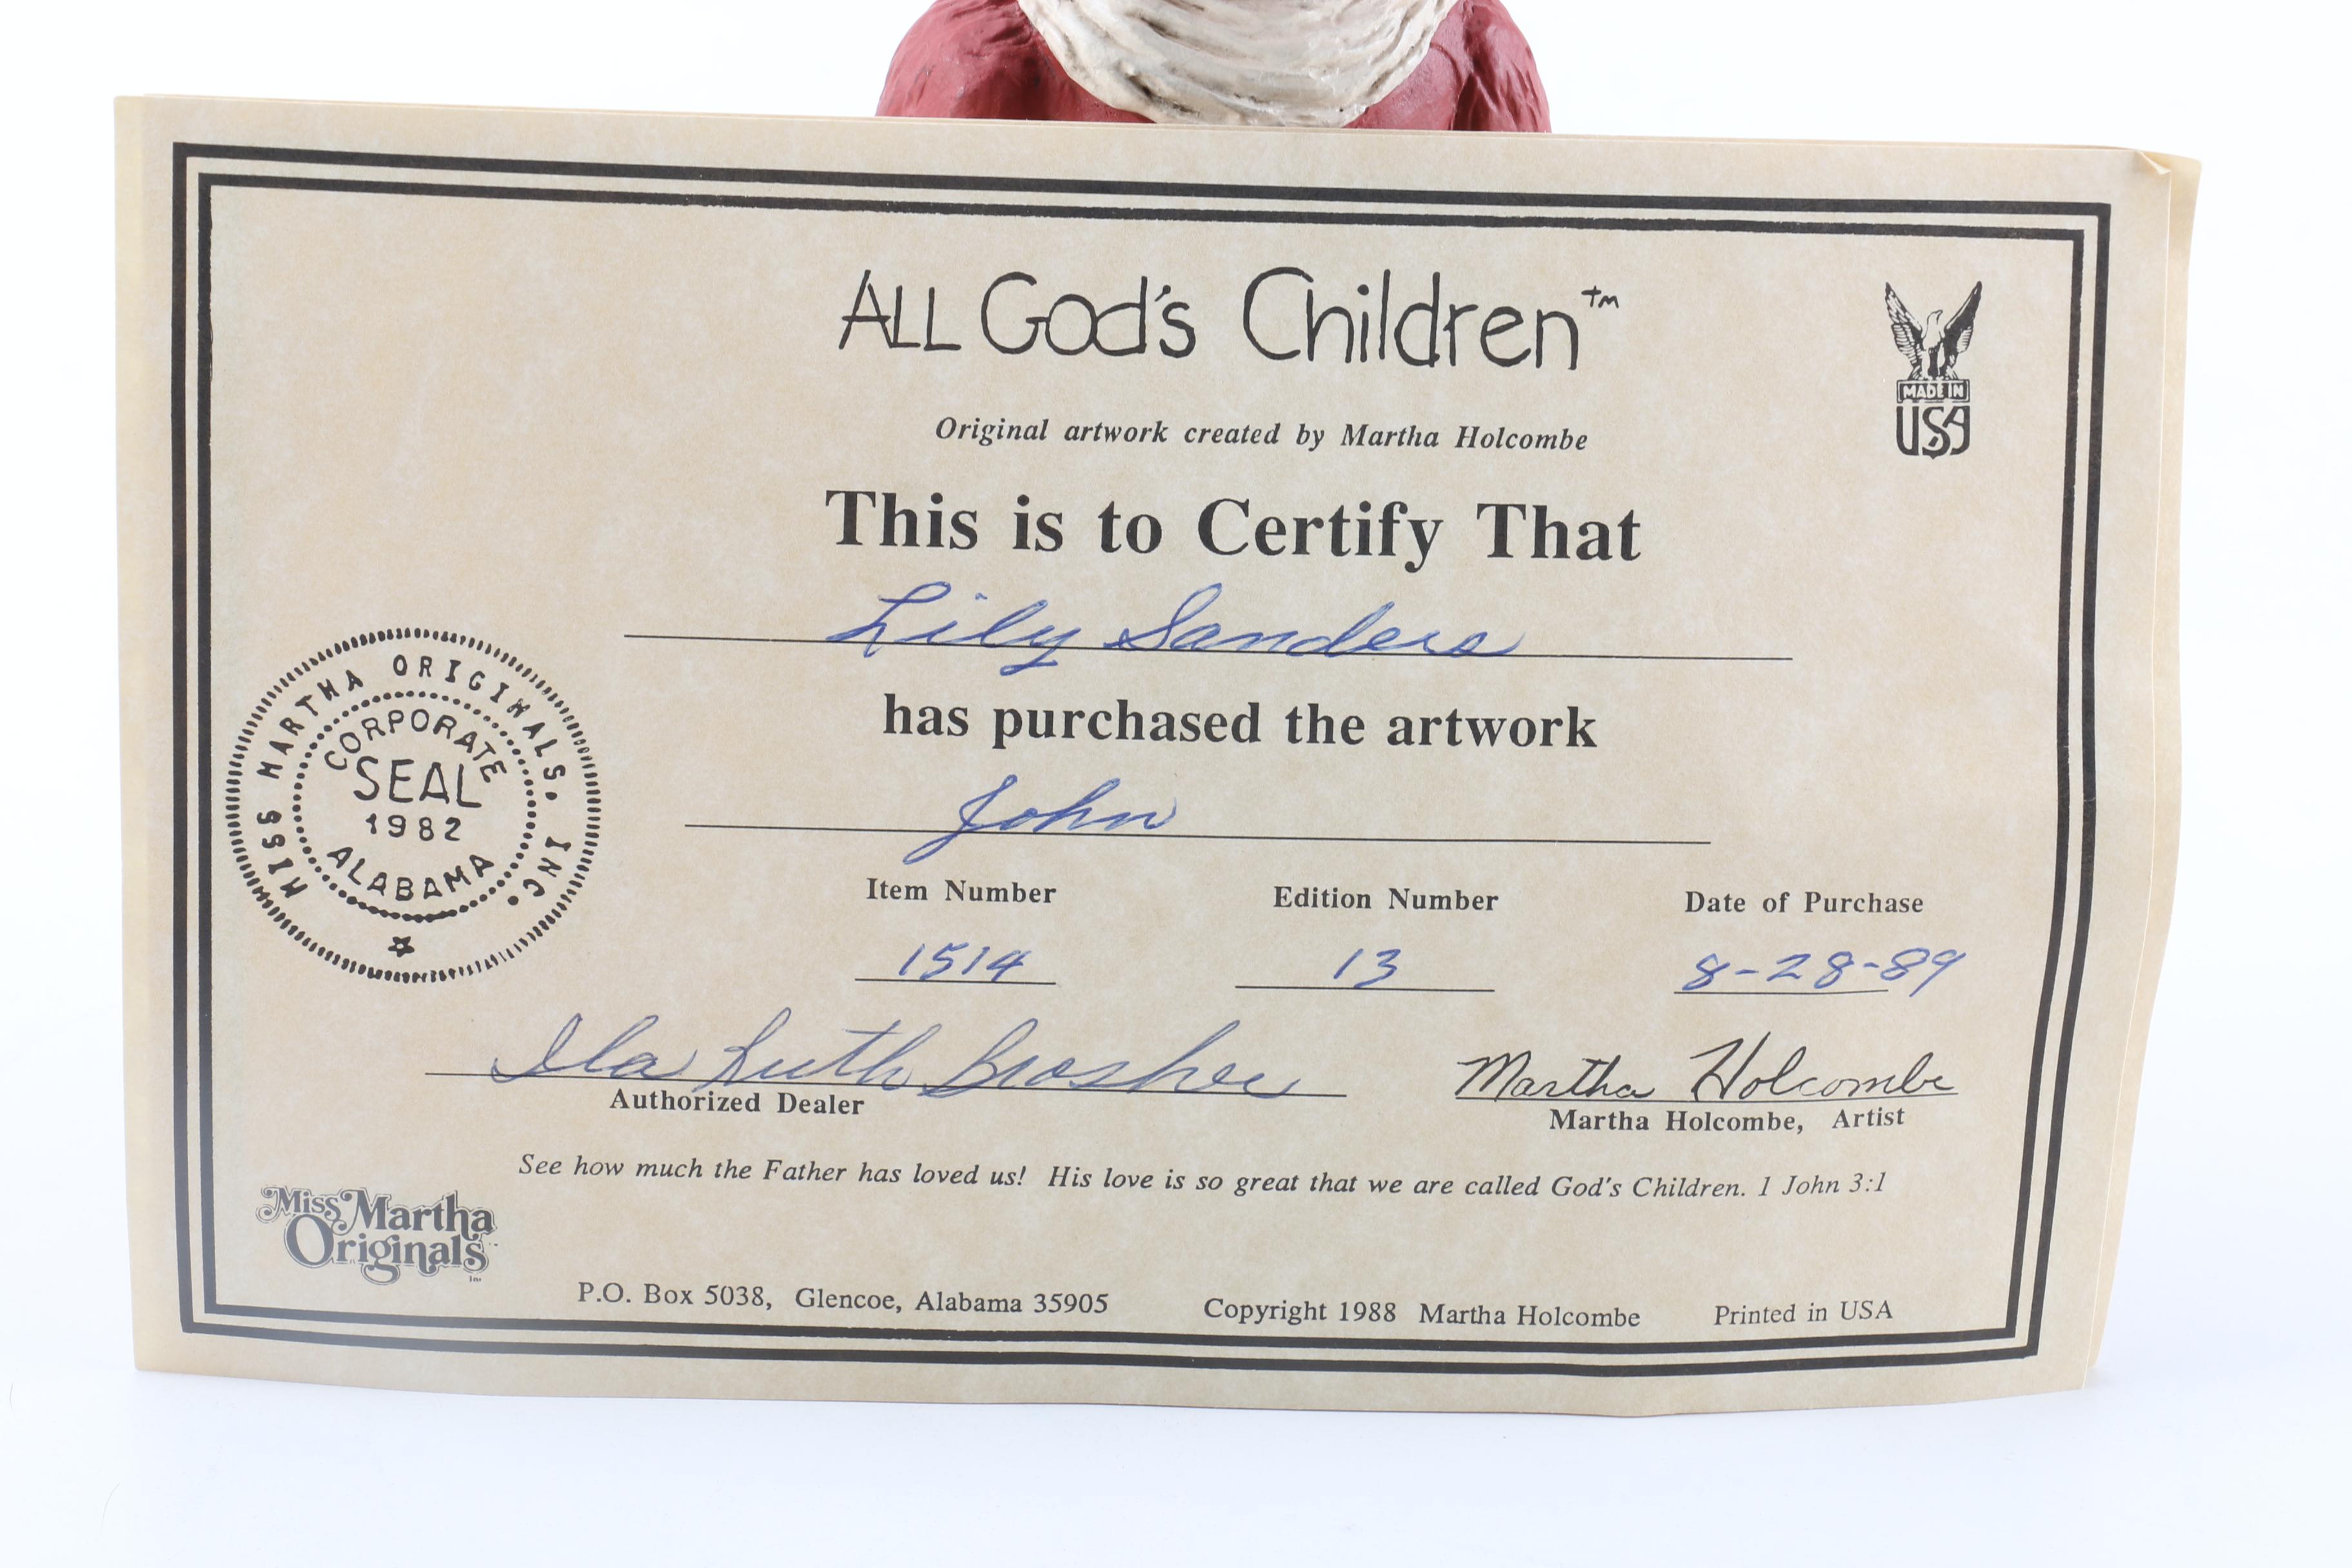 ALL God's Children™
MADE IN
USA
Original artwork created by Martha Holcombe
This is to Certify That
Lily Sanders
has purchased the artwork
John
MISS MARTHA ORIGINALS, INC.
CORPORATE
SEAL
1982
ALABAMA
Item Number Edition Number Date of Purchase
1514 13 8-28-89
Ila Ruth Martha Holcombe
Authorized Dealer Martha Holcombe, Artist
See how much the Father has loved us! His love is so great that we are called God's Children. 1 John 3:1
Miss Martha
Originals
Inc
P.O. Box 5038, Glencoe, Alabama 35905 Copyright 1988 Martha Holcombe Printed in USA